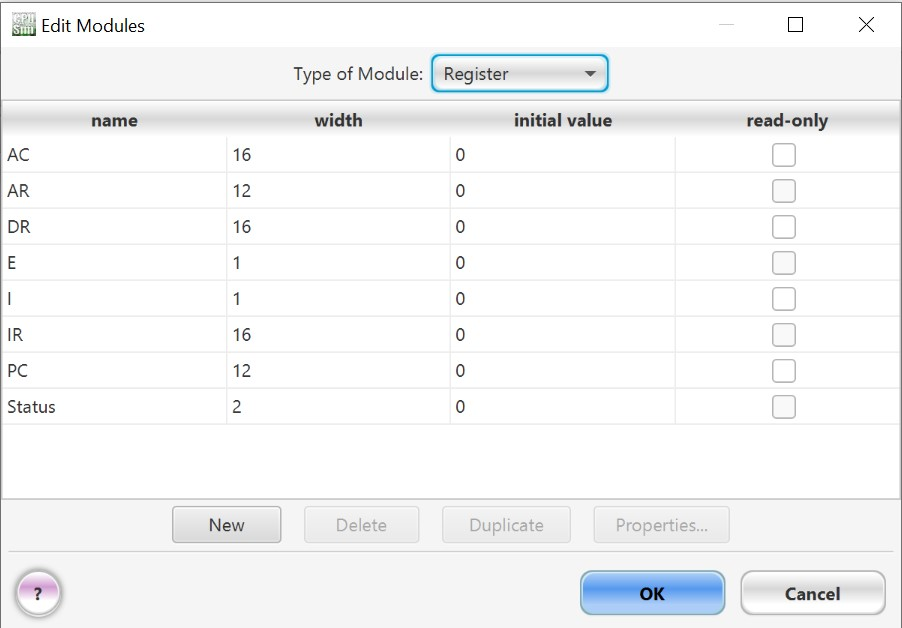 CPU Sim Edit Modules
Type of Module: Register
name width initial value read-only
AC 16 0
AR 12 0
DR 16 0
E 1 0
I 1 0
IR 16 0
PC 12 0
Status 2 0
New Delete Duplicate Properties...
? OK Cancel